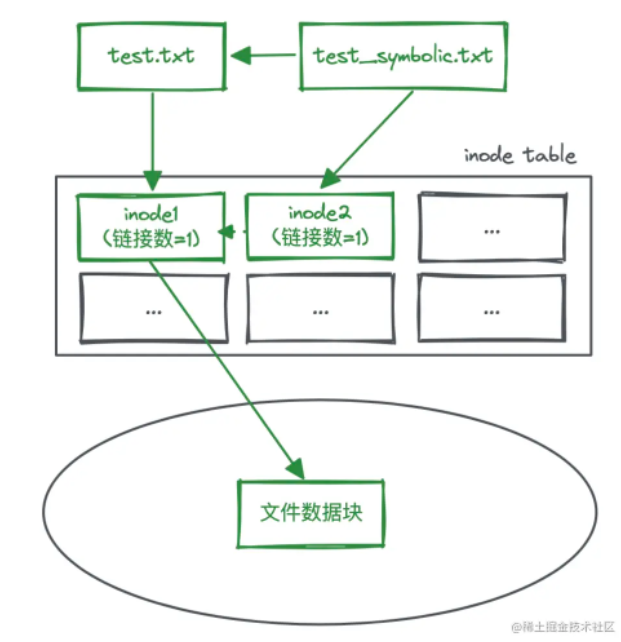 test.txt
test_symbolic.txt
inode table
inode1
（链接数=1）
inode2
（链接数=1）
...
...
...
...
文件数据块
@稀土掘金技术社区